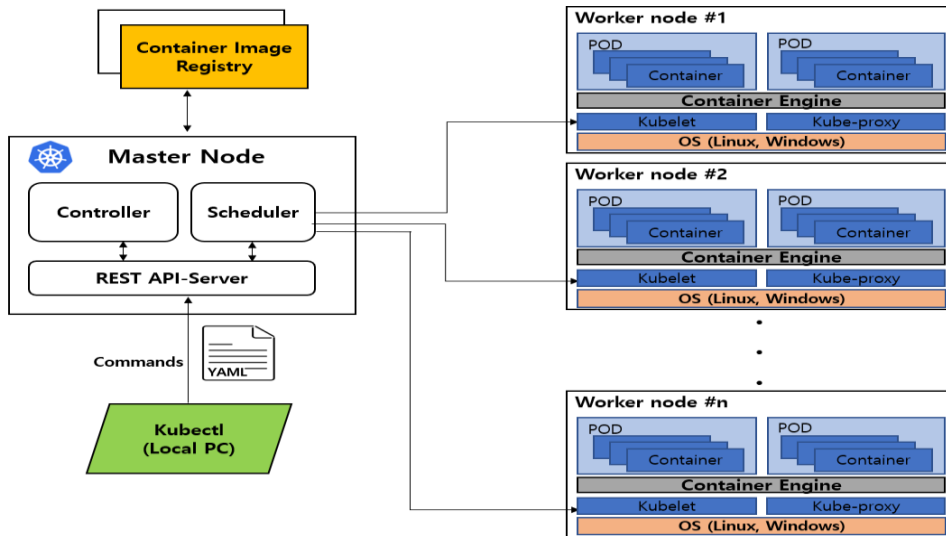 Container Image
Registry
Master Node
Controller
Scheduler
REST API-Server
Commands
YAML
Kubectl
(Local PC)
Worker node #1
POD
Container
POD
Container
Container Engine
Kubelet
Kube-proxy
OS (Linux, Windows)
Worker node #2
POD
Container
POD
Container
Container Engine
Kubelet
Kube-proxy
OS (Linux, Windows)
Worker node #n
POD
Container
POD
Container
Container Engine
Kubelet
Kube-proxy
OS (Linux, Windows)